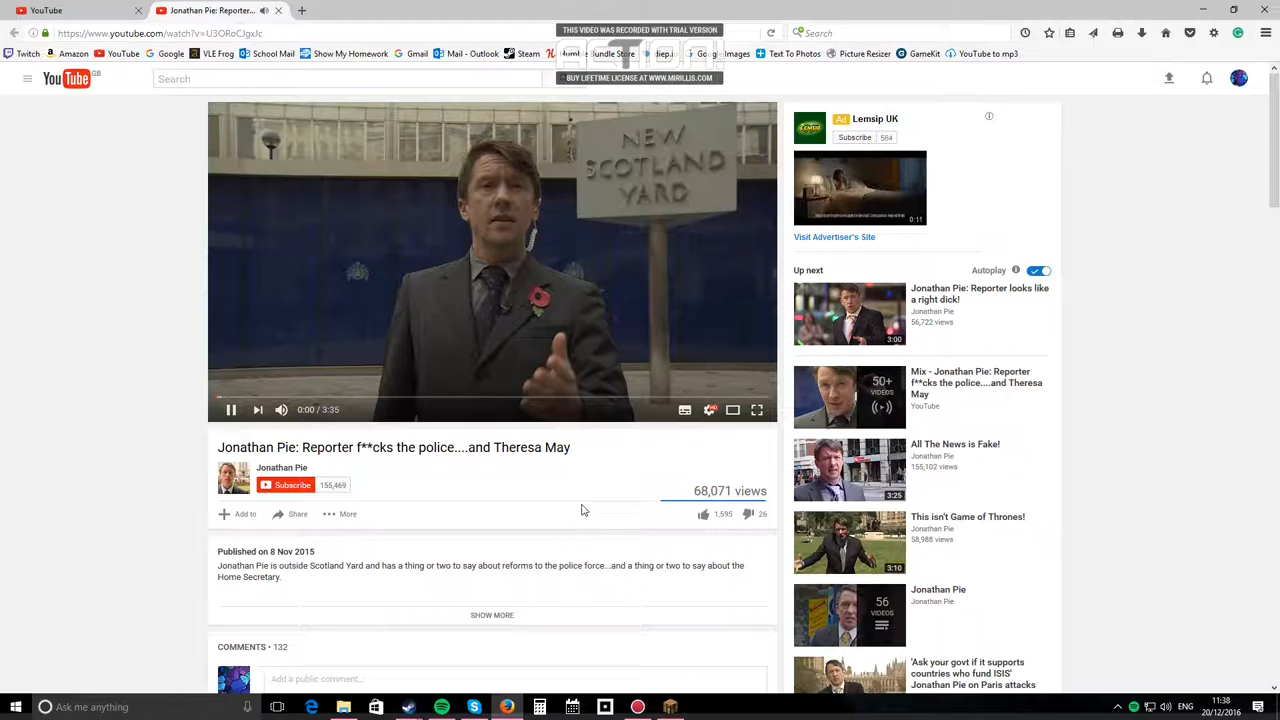 YouTube
Jonathan Pie: Reporter...
https://www.youtube.com/watch?v=U3ORoCJgxJc
THIS VIDEO WAS RECORDED WITH TRIAL VERSION
BUY LIFETIME LICENSE AT WWW.MIRILLIS.COM
Search
Twitch
Amazon
YouTube
Google
VLE Frog
School Mail
Show My Home
Gmail
Mail - Outlook
Steam
Humble Bundle Store
diep.io
Google Images
Text To Photos
Picture Resizer
GameKit
YouTube to mp3
YouTube GB
Search
NEW
SCOTLAND
YARD
0:00 / 3:35
Jonathan Pie: Reporter f**cks the police....and Theresa May
Jonathan Pie
Subscribe 155,469
68,071 views
Add to Share More
1,595 26
Published on 8 Nov 2015
Jonathan Pie is outside Scotland Yard and has a thing or two to say about reforms to the police force...and a thing or two to say about the
Home Secretary.
SHOW MORE
COMMENTS • 132
Add a public comment...
Ad Lemsip UK
Subscribe 564
0:11
Visit Advertiser's Site
Up next
Autoplay
Jonathan Pie: Reporter looks like
a right dick!
Jonathan Pie
56,722 views
3:00
Mix - Jonathan Pie: Reporter
f**cks the police....and Theresa
May
YouTube
50+
VIDEOS
All The News is Fake!
Jonathan Pie
155,102 views
3:25
This isn't Game of Thrones!
Jonathan Pie
58,988 views
3:10
Jonathan Pie
Jonathan Pie
56
VIDEOS
'Ask your govt if it supports
countries who fund ISIS'
Jonathan Pie on Paris attacks
Ask me anything
ENG
11:38
20/12/2016